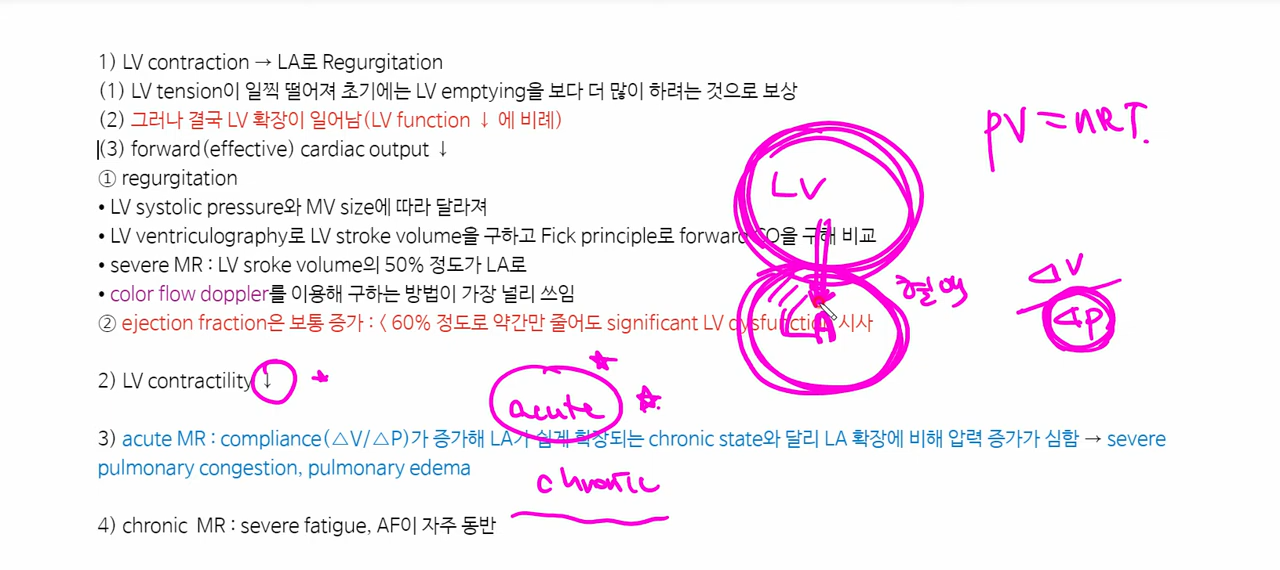 1) LV contraction → LA로 Regurgitation
(1) LV tension이 일찍 떨어져 초기에는 LV emptying을 보다 더 많이 하려는 것으로 보상
(2) 그러나 결국 LV 확장이 일어남(LV function ↓ 에 비례)
(3) forward(effective) cardiac output ↓
① regurgitation
• LV systolic pressure와 MV size에 따라 달라져
• LV ventriculography로 LV stroke volume을 구하고 Fick principle로 forward CO을 구해 비교
• severe MR : LV sroke volume의 50% 정도가 LA로
• color flow doppler를 이용해 구하는 방법이 가장 널리 쓰임
② ejection fraction은 보통 증가 : < 60% 정도로 약간만 줄어도 significant LV dysfunction 시사
2) LV contractility ↓
3) acute MR : compliance(△V/△P)가 증가해 LA가 쉽게 확장되는 chronic state와 달리 LA 확장에 비해 압력 증가가 심함 → severe
pulmonary congestion, pulmonary edema
4) chronic MR : severe fatigue, AF이 자주 동반
PV = nRT.
LV
LA
혈액
△V
△P
acute
chronic